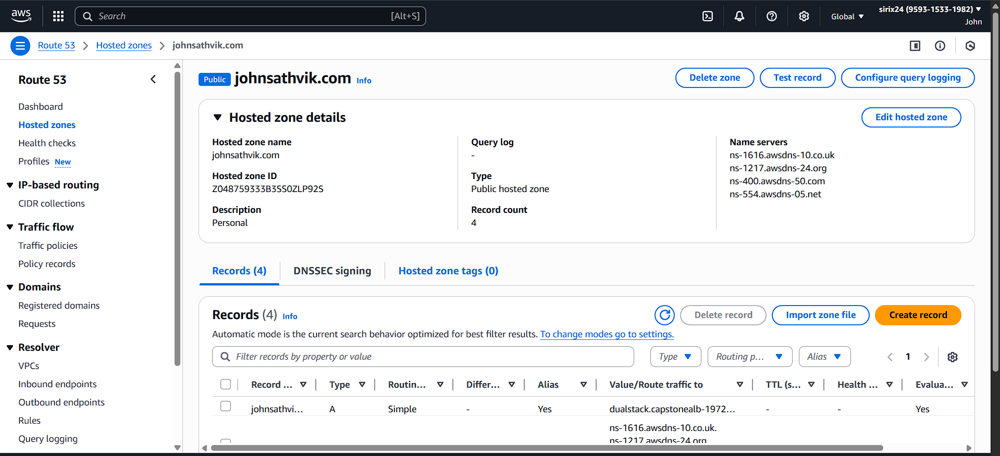 aws
Search [Alt+S]
Global
sirix24 (9593-1533-1982)
John
Route 53 Hosted zones johnsathvik.com
Route 53
Dashboard
Hosted zones
Health checks
Profiles New
IP-based routing
CIDR collections
Traffic flow
Traffic policies
Policy records
Domains
Registered domains
Requests
Resolver
VPCs
Inbound endpoints
Outbound endpoints
Rules
Query logging
Public johnsathvik.com Info
Delete zone Test record Configure query logging
Hosted zone details
Edit hosted zone
Hosted zone name
johnsathvik.com
Hosted zone ID
Z048759333B3SS0ZLP92S
Description
Personal
Query log
-
Type
Public hosted zone
Record count
4
Name servers
ns-1616.awsdns-10.co.uk
ns-1217.awsdns-24.org
ns-400.awsdns-50.com
ns-554.awsdns-05.net
Records (4) DNSSEC signing Hosted zone tags (0)
Records (4) Info
Delete record Import zone file Create record
Automatic mode is the current search behavior optimized for best filter results. To change modes go to settings.
Filter records by property or value Type Routing p... Alias 1
Record ... Type Routin... Differ... Alias Value/Route traffic to TTL (s... Health ... Evalua...
johnsathvi... A Simple - Yes dualstack.capstonealb-1972... - - Yes
ns-1616.awsdns-10.co.uk.
ns-1217.awsdns-24.org